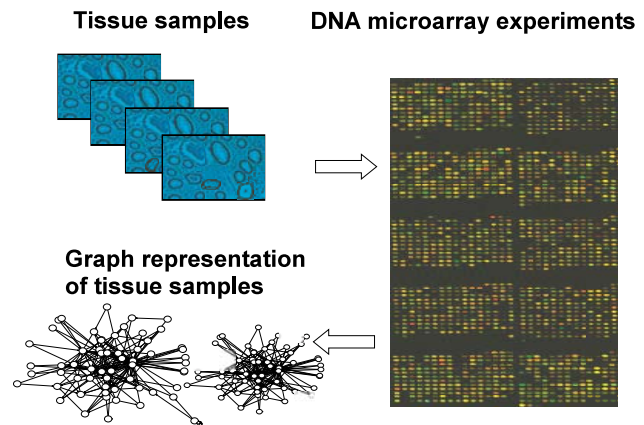 Tissue samples
DNA microarray experiments
Graph representation
of tissue samples